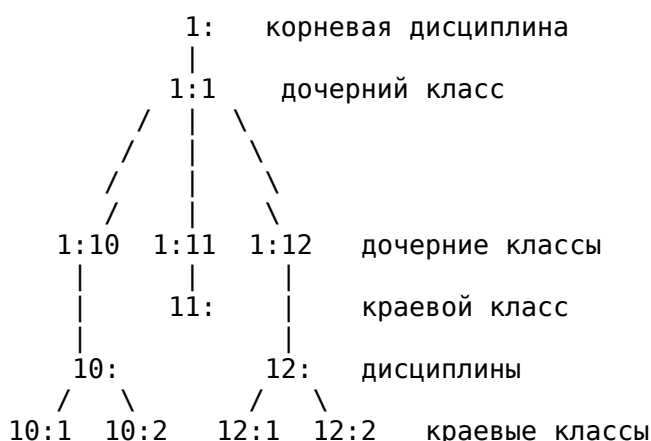 1: корневая дисциплина
1:1 дочерний класс
1:10 1:11 1:12 дочерние классы
11: краевой класс
10: 12: дисциплины
10:1 10:2 12:1 12:2 краевые классы